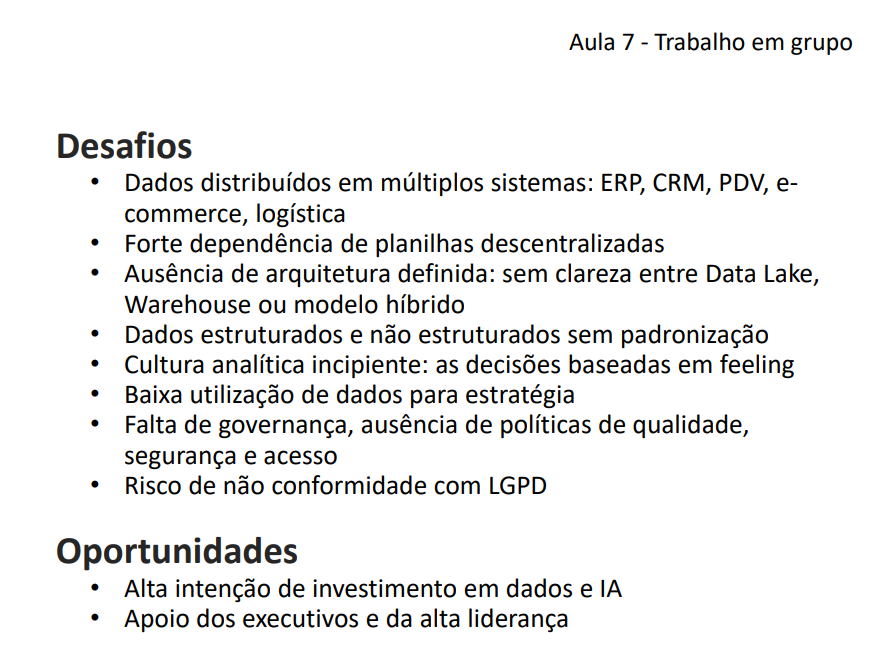 Aula 7 - Trabalho em grupo
Desafios
• Dados distribuídos em múltiplos sistemas: ERP, CRM, PDV, e-
commerce, logística
• Forte dependência de planilhas descentralizadas
• Ausência de arquitetura definida: sem clareza entre Data Lake,
Warehouse ou modelo híbrido
• Dados estruturados e não estruturados sem padronização
• Cultura analítica incipiente: as decisões baseadas em feeling
• Baixa utilização de dados para estratégia
• Falta de governança, ausência de políticas de qualidade,
segurança e acesso
• Risco de não conformidade com LGPD
Oportunidades
• Alta intenção de investimento em dados e IA
• Apoio dos executivos e da alta liderança